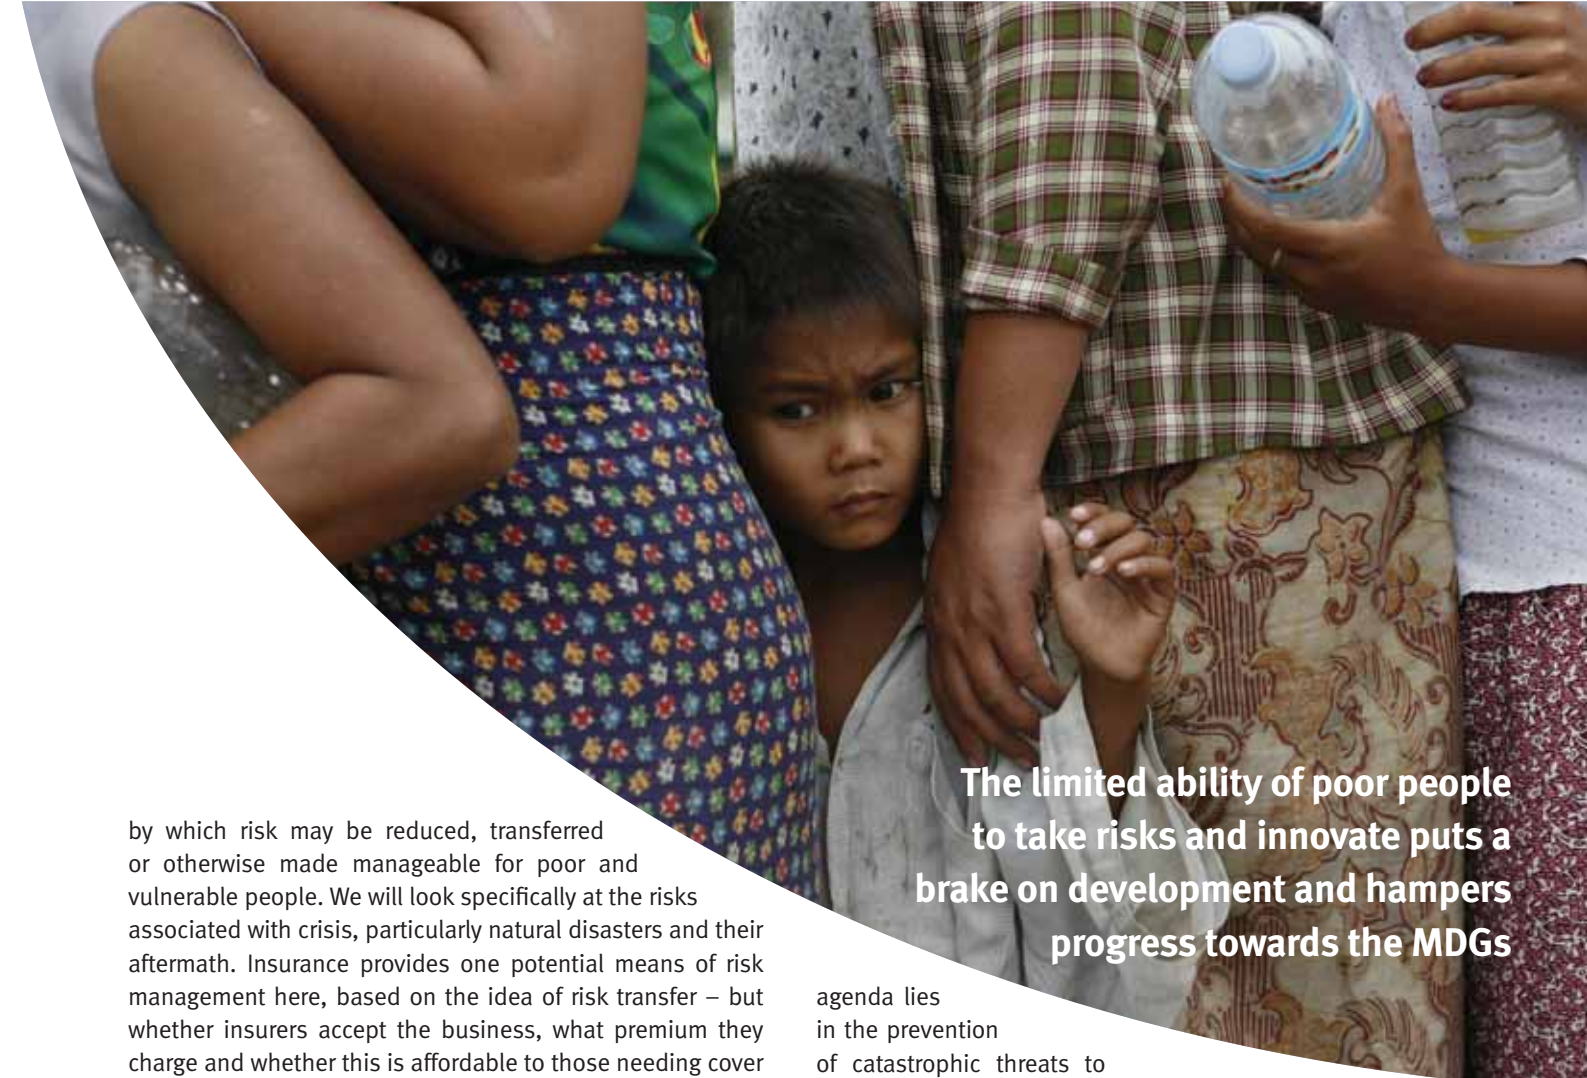 The limited ability of poor people
to take risks and innovate puts a
brake on development and hampers
progress towards the MDGs
by which risk may be reduced, transferred
or otherwise made manageable for poor and
vulnerable people. We will look specifically at the risks
associated with crisis, particularly natural disasters and their
aftermath. Insurance provides one potential means of risk
management here, based on the idea of risk transfer – but
whether insurers accept the business, what premium they
charge and whether this is affordable to those needing cover
agenda lies
in the prevention
of catastrophic threats to